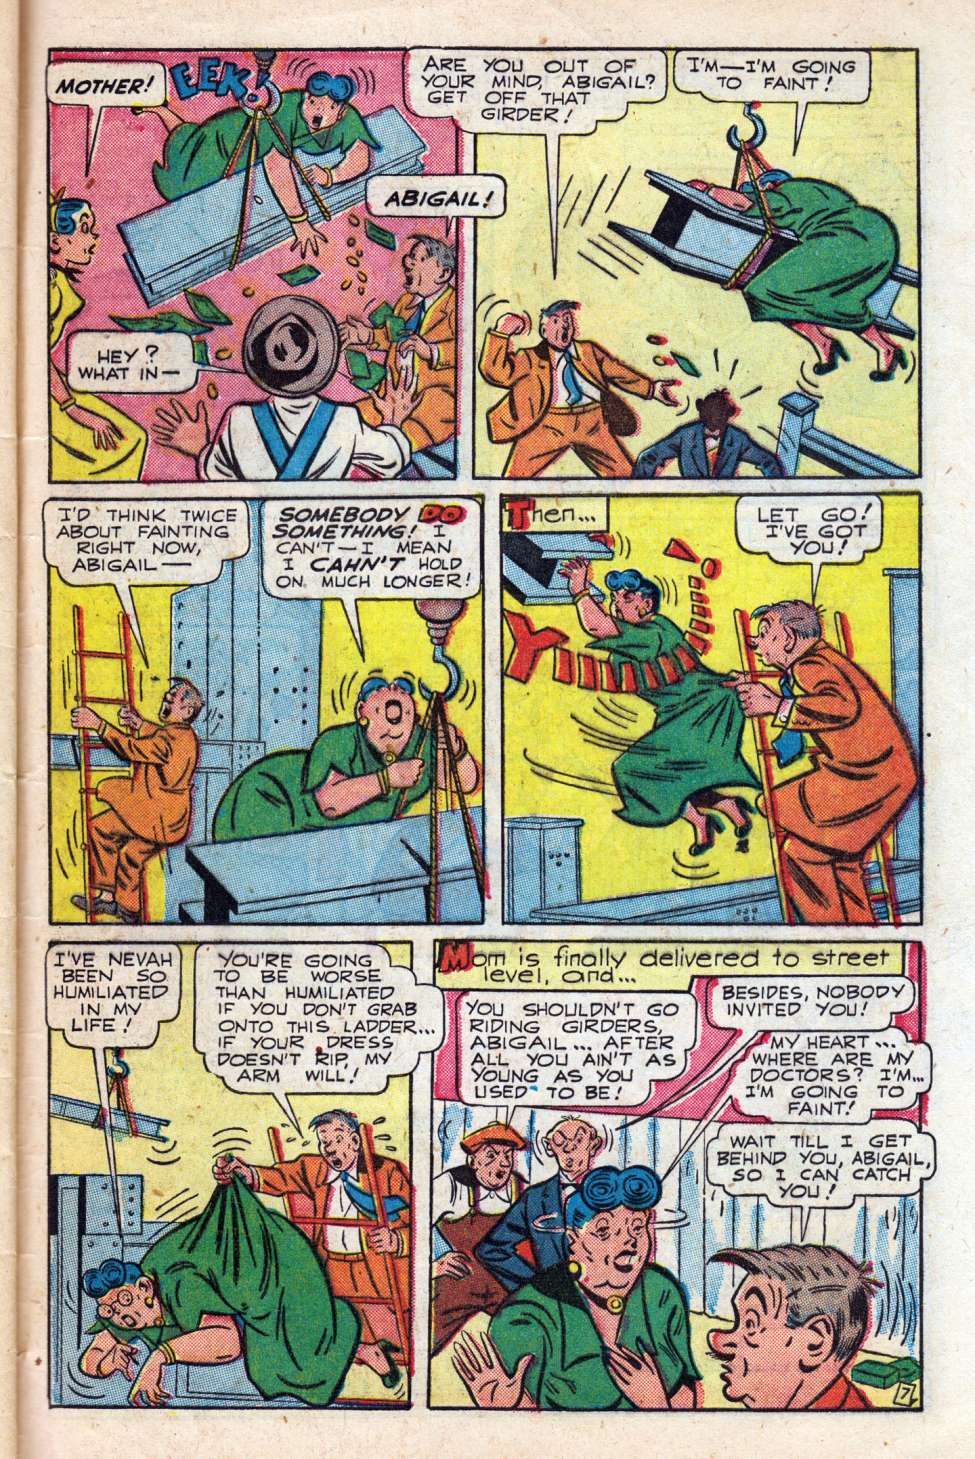 MOTHER!
EEK!
ABIGAIL!
HEY?
WHAT IN—
ARE YOU OUT OF
YOUR MIND, ABIGAIL?
GET OFF THAT
GIRDER!
I'M—I'M GOING
TO FAINT!
I'D THINK TWICE
ABOUT FAINTING
RIGHT NOW,
ABIGAIL—
SOMEBODY DO
SOMETHING! I
CAN'T—I MEAN
I CAHN'T HOLD
ON MUCH LONGER!
Then...
YIIIIIIIIIII!
LET GO!
I'VE GOT
YOU!
I'VE NEVAH
BEEN SO
HUMILIATED
IN MY
LIFE!
YOU'RE GOING
TO BE WORSE
THAN HUMILIATED
IF YOU DON'T GRAB
ONTO THIS LADDER...
IF YOUR DRESS
DOESN'T RIP, MY
ARM WILL!
Mom is finally delivered to street
level, and...
YOU SHOULDN'T GO
RIDING GIRDERS,
ABIGAIL... AFTER
ALL YOU AIN'T AS
YOUNG AS YOU
USED TO BE!
BESIDES, NOBODY
INVITED YOU!
MY HEART...
WHERE ARE MY
DOCTORS? I'M...
I'M GOING TO
FAINT!
WAIT TILL I GET
BEHIND YOU, ABIGAIL,
SO I CAN CATCH
YOU!
7